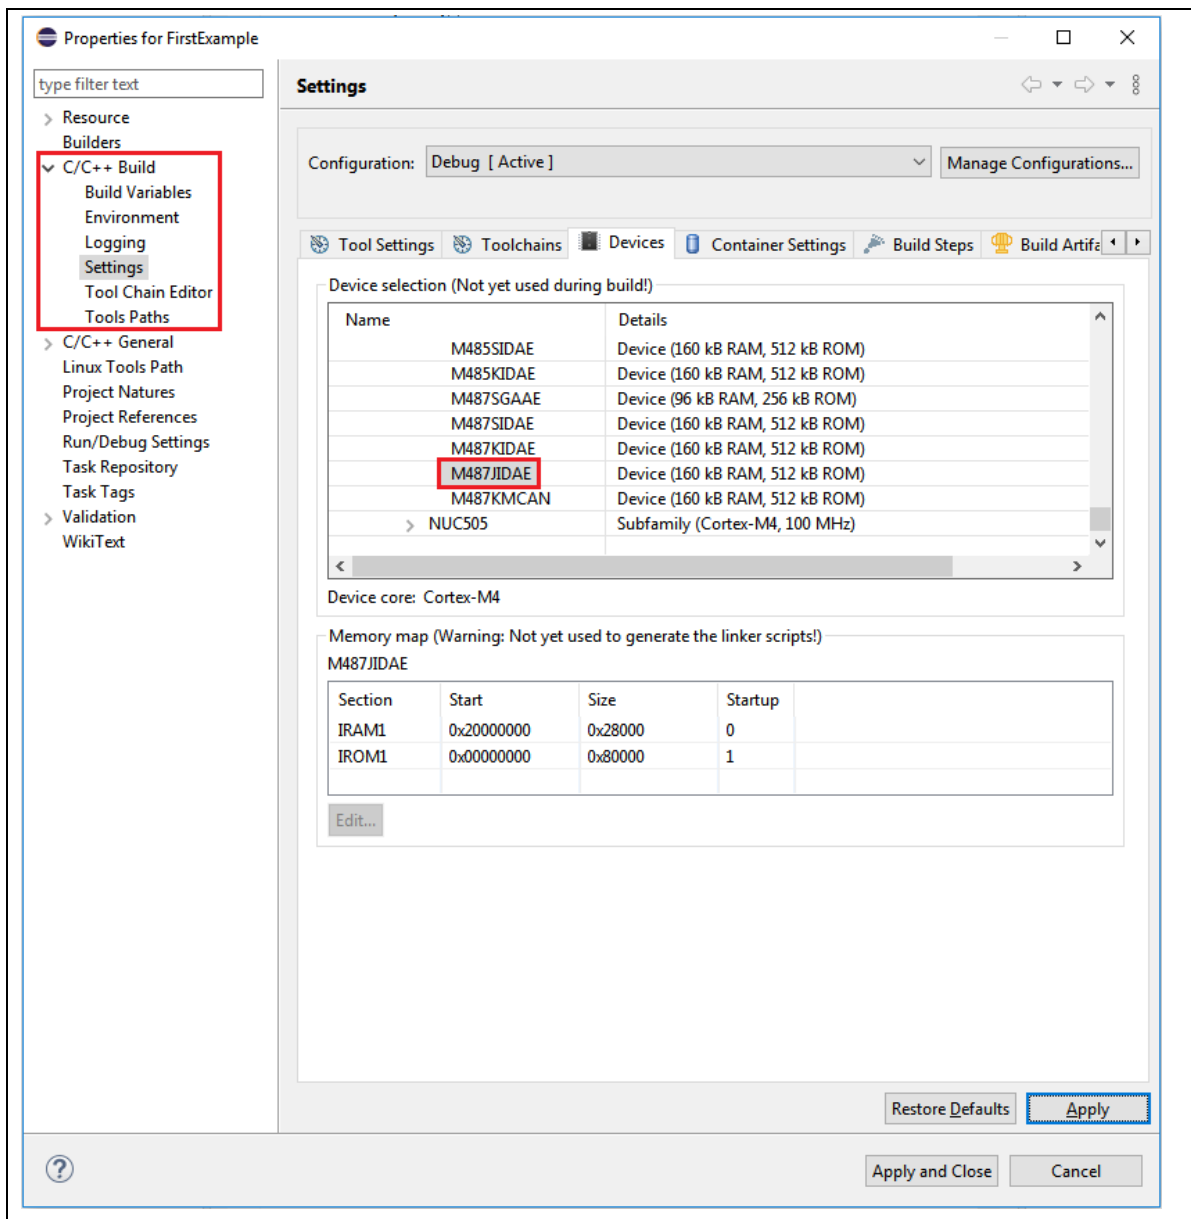 Properties for FirstExample
type filter text
Resource
Builders
C/C++ Build
Build Variables
Environment
Logging
Settings
Tool Chain Editor
Tools Paths
C/C++ General
Linux Tools Path
Project Natures
Project References
Run/Debug Settings
Task Repository
Task Tags
Validation
WikiText
Settings
Configuration: Debug [ Active ] Manage Configurations...
Tool Settings Toolchains Devices Container Settings Build Steps Build Artifa
Device selection (Not yet used during build!)
Name Details
M485SIDAE Device (160 kB RAM, 512 kB ROM)
M485KIDAE Device (160 kB RAM, 512 kB ROM)
M487SGAAE Device (96 kB RAM, 256 kB ROM)
M487SIDAE Device (160 kB RAM, 512 kB ROM)
M487KIDAE Device (160 kB RAM, 512 kB ROM)
M487JIDAE Device (160 kB RAM, 512 kB ROM)
M487KMCAN Device (160 kB RAM, 512 kB ROM)
NUC505 Subfamily (Cortex-M4, 100 MHz)
Device core: Cortex-M4
Memory map (Warning: Not yet used to generate the linker scripts!)
M487JIDAE
Section Start Size Startup
IRAM1 0x20000000 0x28000 0
IROM1 0x00000000 0x80000 1
Edit...
Restore Defaults Apply
Apply and Close Cancel